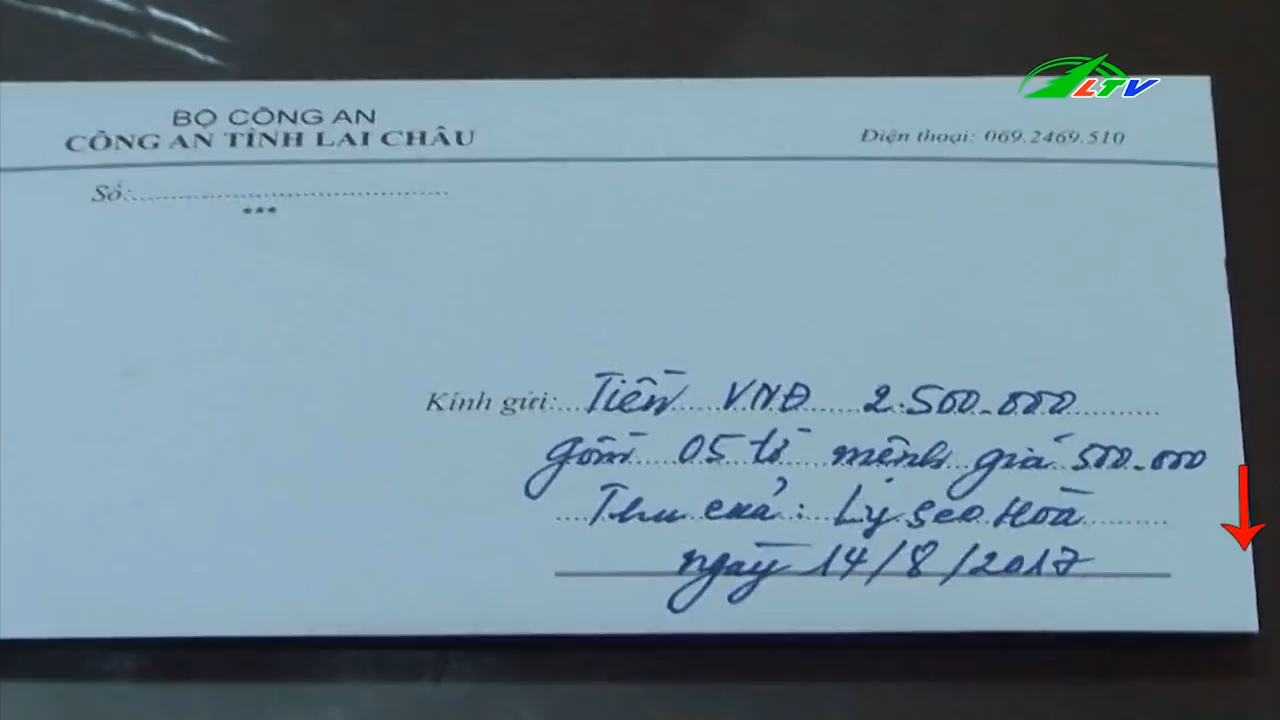 LTV
BỘ CÔNG AN
CÔNG AN TỈNH LAI CHÂU
Điện thoại: 069.2469.510
Số:........................................................
***
Kính gửi: Tiền VNĐ 2.500.000
gồm 05 tờ mệnh giá 500.000
Thu của: Lý Seo Hòa
ngày 14/8/2017